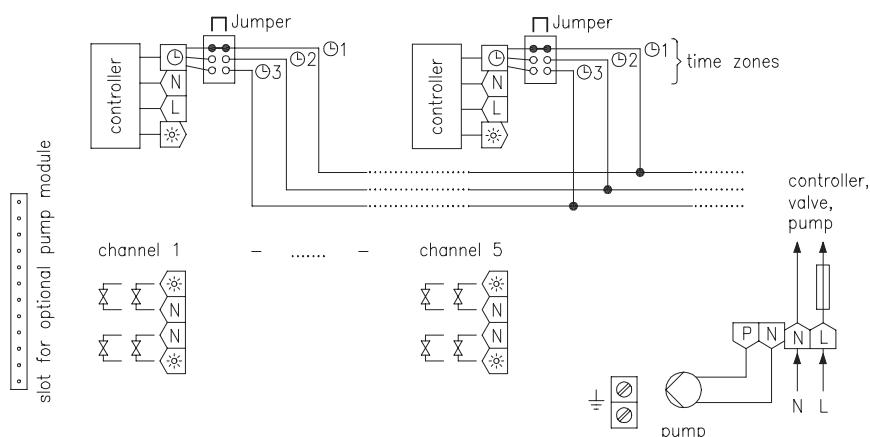 Jumper
Jumper
controller
N
L
1
2
3
controller
N
L
1
2
3
time zones
slot for optional pump module
controller,
valve,
pump
channel 1 – ....... – channel 5
N
N
N
N
P N N L
N L
pump